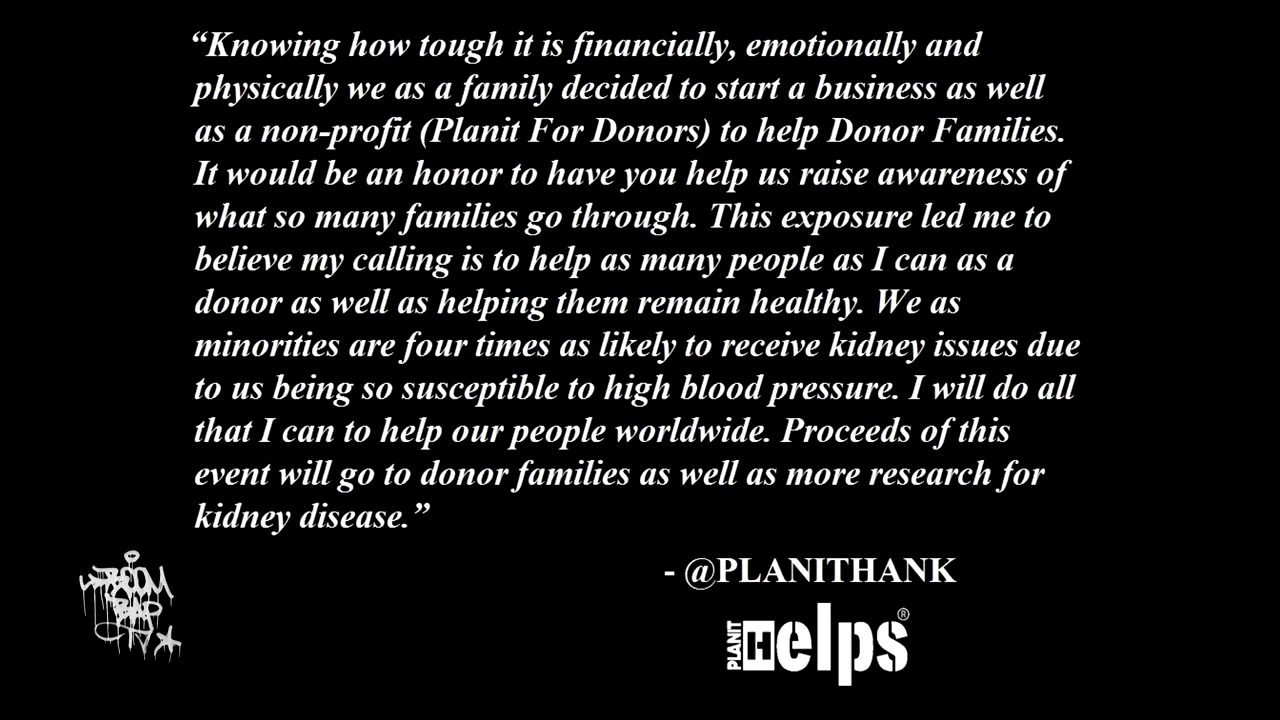 “Knowing how tough it is financially, emotionally and
physically we as a family decided to start a business as well
as a non-profit (Planit For Donors) to help Donor Families.
It would be an honor to have you help us raise awareness of
what so many families go through. This exposure led me to
believe my calling is to help as many people as I can as a
donor as well as helping them remain healthy. We as
minorities are four times as likely to receive kidney issues due
to us being so susceptible to high blood pressure. I will do all
that I can to help our people worldwide. Proceeds of this
event will go to donor families as well as more research for
kidney disease.”
- @PLANITHANK
PLANIT Helps®
BOOM
BAP